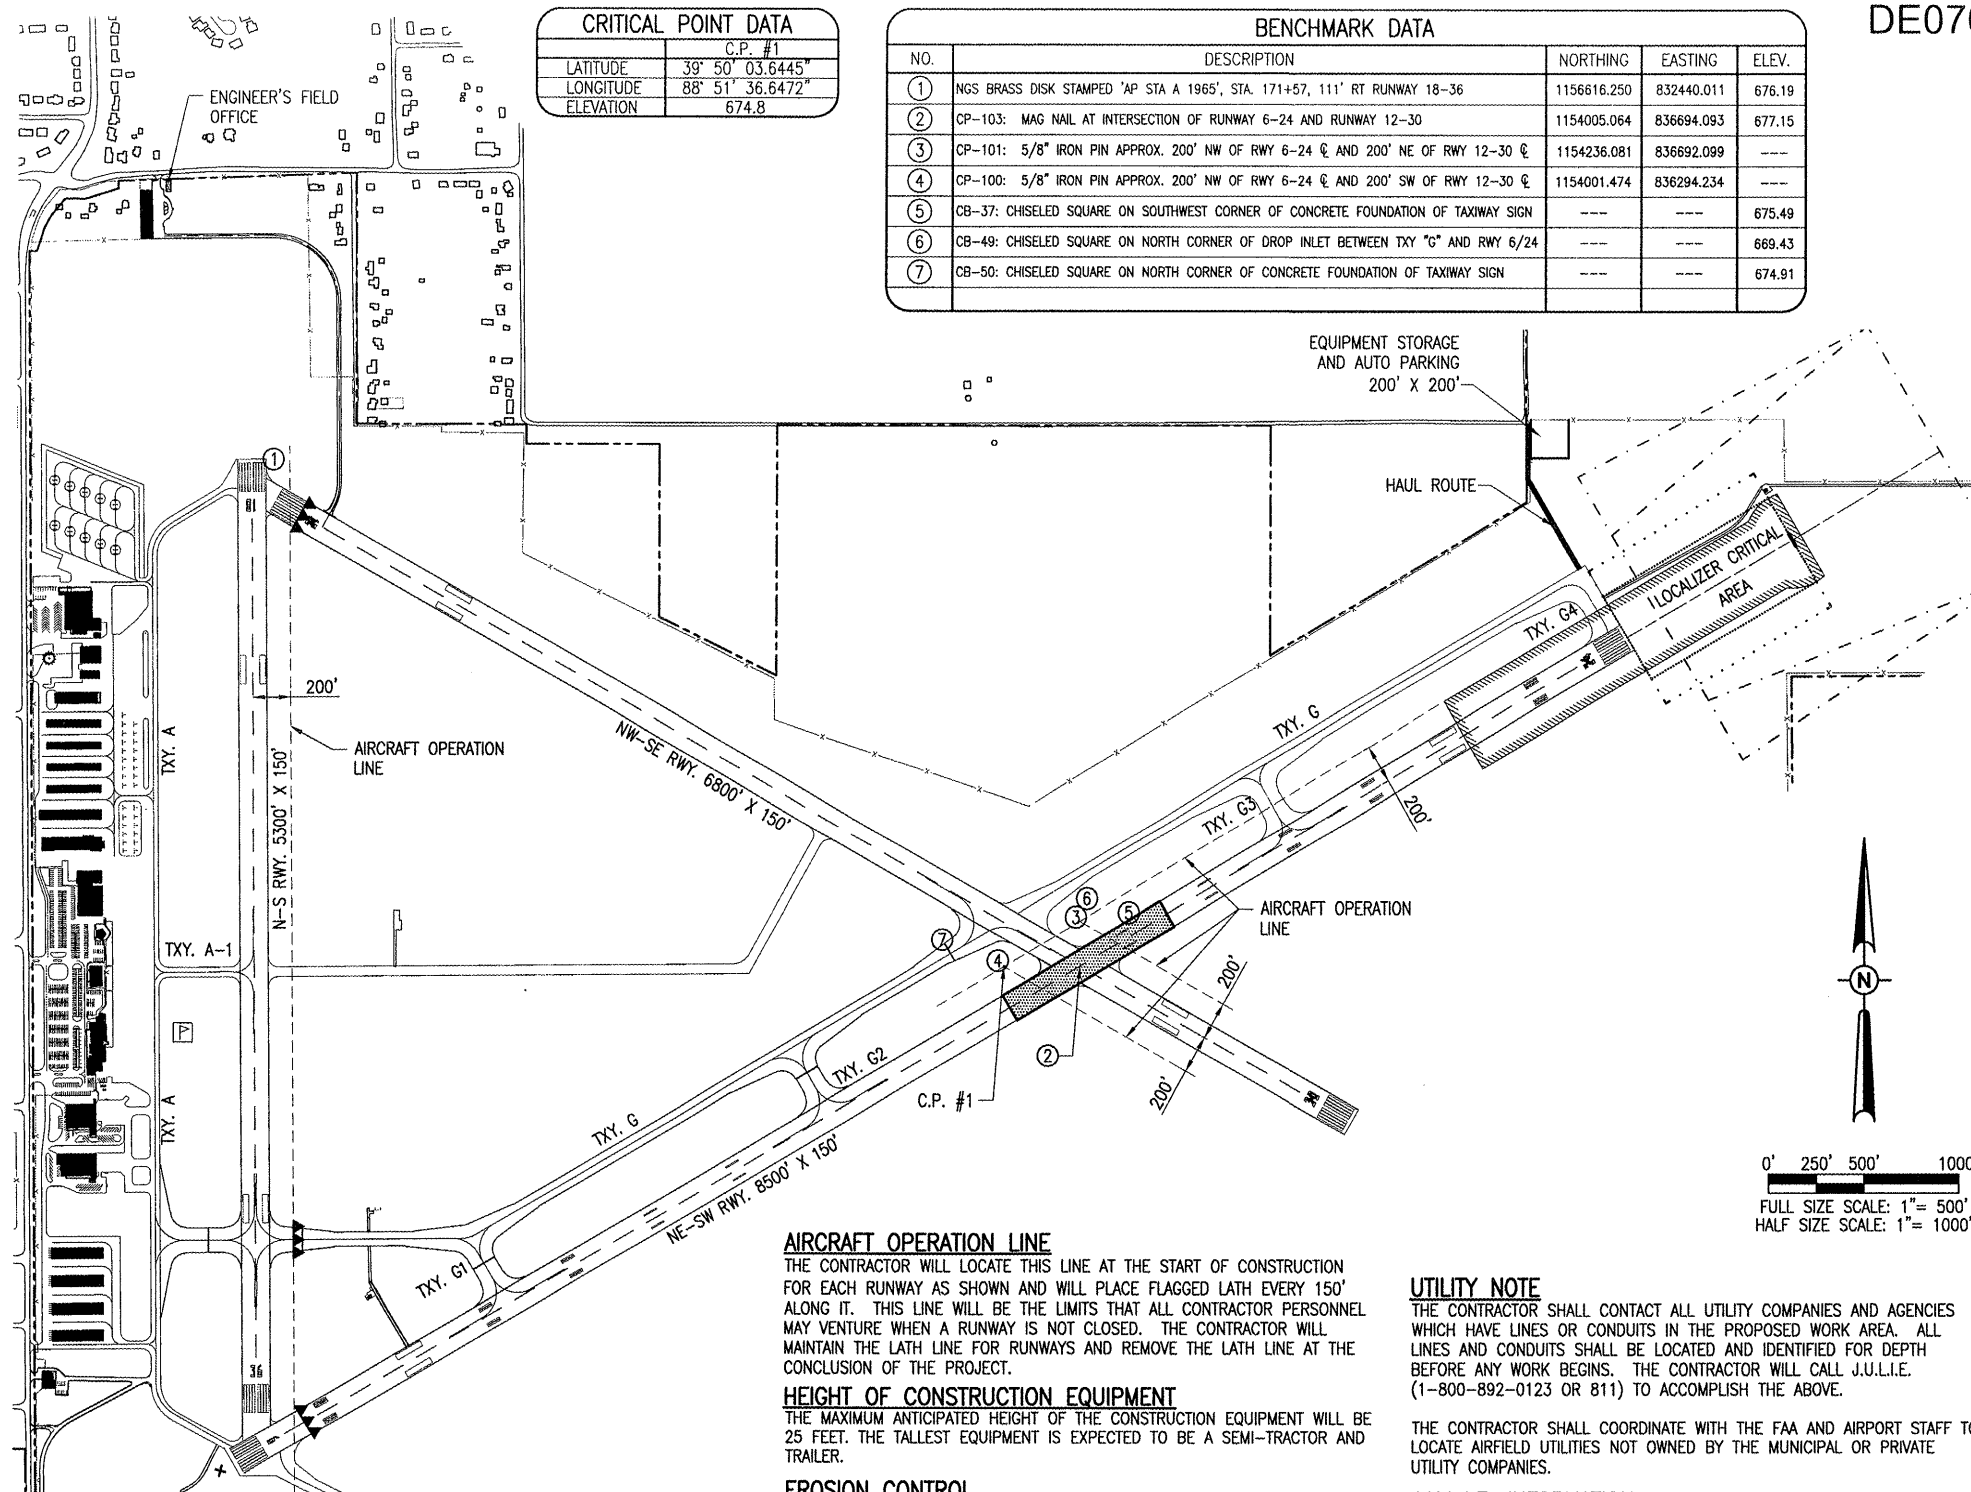 DE070
CRITICAL POINT DATA
C.P. #1
LATITUDE 39° 50' 03.6445"
LONGITUDE 88° 51' 36.6472"
ELEVATION 674.8
BENCHMARK DATA
NO. DESCRIPTION NORTHING EASTING ELEV.
1 NGS BRASS DISK STAMPED 'AP STA A 1965', STA. 171+57, 111' RT RUNWAY 18-36 1156616.250 832440.011 676.19
2 CP-103: MAG NAIL AT INTERSECTION OF RUNWAY 6-24 AND RUNWAY 12-30 1154005.064 836694.093 677.15
3 CP-101: 5/8" IRON PIN APPROX. 200' NW OF RWY 6-24 ℄ AND 200' NE OF RWY 12-30 ℄ 1154236.081 836692.099 ---
4 CP-100: 5/8" IRON PIN APPROX. 200' NW OF RWY 6-24 ℄ AND 200' SW OF RWY 12-30 ℄ 1154001.474 836294.234 ---
5 CB-37: CHISELED SQUARE ON SOUTHWEST CORNER OF CONCRETE FOUNDATION OF TAXIWAY SIGN --- --- 675.49
6 CB-49: CHISELED SQUARE ON NORTH CORNER OF DROP INLET BETWEEN TXY "G" AND RWY 6/24 --- --- 669.43
7 CB-50: CHISELED SQUARE ON NORTH CORNER OF CONCRETE FOUNDATION OF TAXIWAY SIGN --- --- 674.91
ENGINEER'S FIELD
OFFICE
EQUIPMENT STORAGE
AND AUTO PARKING
200' X 200'
HAUL ROUTE
LOCALIZER CRITICAL
AREA
1
18
200'
AIRCRAFT OPERATION
LINE
TXY. A
N-S RWY. 5300' X 150'
NW-SE RWY. 6800' X 150'
TXY. G
TXY. G4
TXY. G3
200'
6
3
5
7
4
AIRCRAFT OPERATION
LINE
TXY. A-1
200'
200'
2
C.P. #1
TXY. G2
TXY. G
NE-SW RWY. 8500' X 150'
TXY. A
TXY. G1
36
N
0' 250' 500' 1000
FULL SIZE SCALE: 1"= 500'
HALF SIZE SCALE: 1"= 1000'
AIRCRAFT OPERATION LINE
THE CONTRACTOR WILL LOCATE THIS LINE AT THE START OF CONSTRUCTION
FOR EACH RUNWAY AS SHOWN AND WILL PLACE FLAGGED LATH EVERY 150'
ALONG IT. THIS LINE WILL BE THE LIMITS THAT ALL CONTRACTOR PERSONNEL
MAY VENTURE WHEN A RUNWAY IS NOT CLOSED. THE CONTRACTOR WILL
MAINTAIN THE LATH LINE FOR RUNWAYS AND REMOVE THE LATH LINE AT THE
CONCLUSION OF THE PROJECT.
HEIGHT OF CONSTRUCTION EQUIPMENT
THE MAXIMUM ANTICIPATED HEIGHT OF THE CONSTRUCTION EQUIPMENT WILL BE
25 FEET. THE TALLEST EQUIPMENT IS EXPECTED TO BE A SEMI-TRACTOR AND
TRAILER.
EROSION CONTROL
UTILITY NOTE
THE CONTRACTOR SHALL CONTACT ALL UTILITY COMPANIES AND AGENCIES
WHICH HAVE LINES OR CONDUITS IN THE PROPOSED WORK AREA. ALL
LINES AND CONDUITS SHALL BE LOCATED AND IDENTIFIED FOR DEPTH
BEFORE ANY WORK BEGINS. THE CONTRACTOR WILL CALL J.U.L.I.E.
(1-800-892-0123 OR 811) TO ACCOMPLISH THE ABOVE.
THE CONTRACTOR SHALL COORDINATE WITH THE FAA AND AIRPORT STAFF TO
LOCATE AIRFIELD UTILITIES NOT OWNED BY THE MUNICIPAL OR PRIVATE
UTILITY COMPANIES.